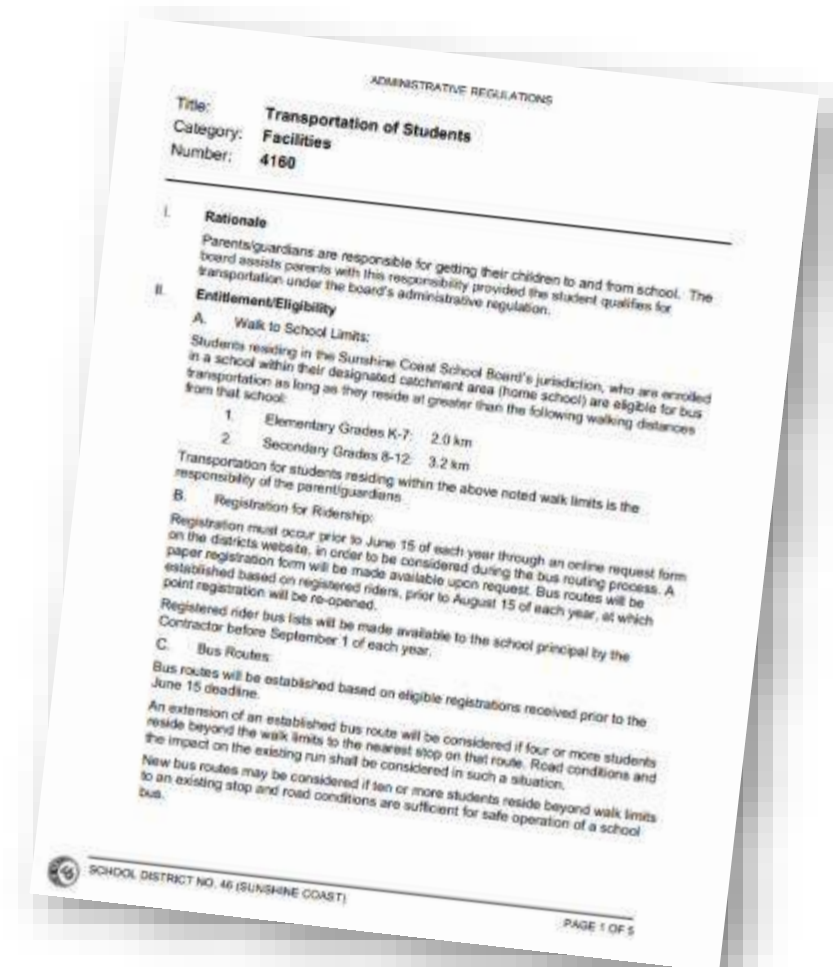 ADMINISTRATIVE REGULATIONS
Title: Transportation of Students
Category: Facilities
Number: 4160
I. Rationale
Parents/guardians are responsible for getting their children to and from school. The
board assists parents with this responsibility provided the student qualifies for
transportation under the board's administrative regulation.
II. Entitlement/Eligibility
A. Walk to School Limits:
Students residing in the Sunshine Coast School Board's jurisdiction, who are enrolled
in a school within their designated catchment area (home school) are eligible for bus
transportation as long as they reside at greater than the following walking distances
from that school:
1. Elementary Grades K-7: 2.0 km
2. Secondary Grades 8-12: 3.2 km
Transportation for students residing within the above noted walk limits is the
responsibility of the parent/guardians.
B. Registration for Ridership:
Registration must occur prior to June 15 of each year through an online request form
on the districts website, in order to be considered during the bus routing process. A
paper registration form will be made available upon request. Bus routes will be
established based on registered riders, prior to August 15 of each year, at which
point registration will be re-opened.
Registered rider bus lists will be made available to the school principal by the
Contractor before September 1 of each year.
C. Bus Routes:
Bus routes will be established based on eligible registrations received prior to the
June 15 deadline.
An extension of an established bus route will be considered if four or more students
reside beyond the walk limits to the nearest stop on that route. Road conditions and
the impact on the existing run shall be considered in such a situation.
New bus routes may be considered if ten or more students reside beyond walk limits
to an existing stop and road conditions are sufficient for safe operation of a school
bus.
46
SCHOOL DISTRICT NO. 46 (SUNSHINE COAST)
PAGE 1 OF 5